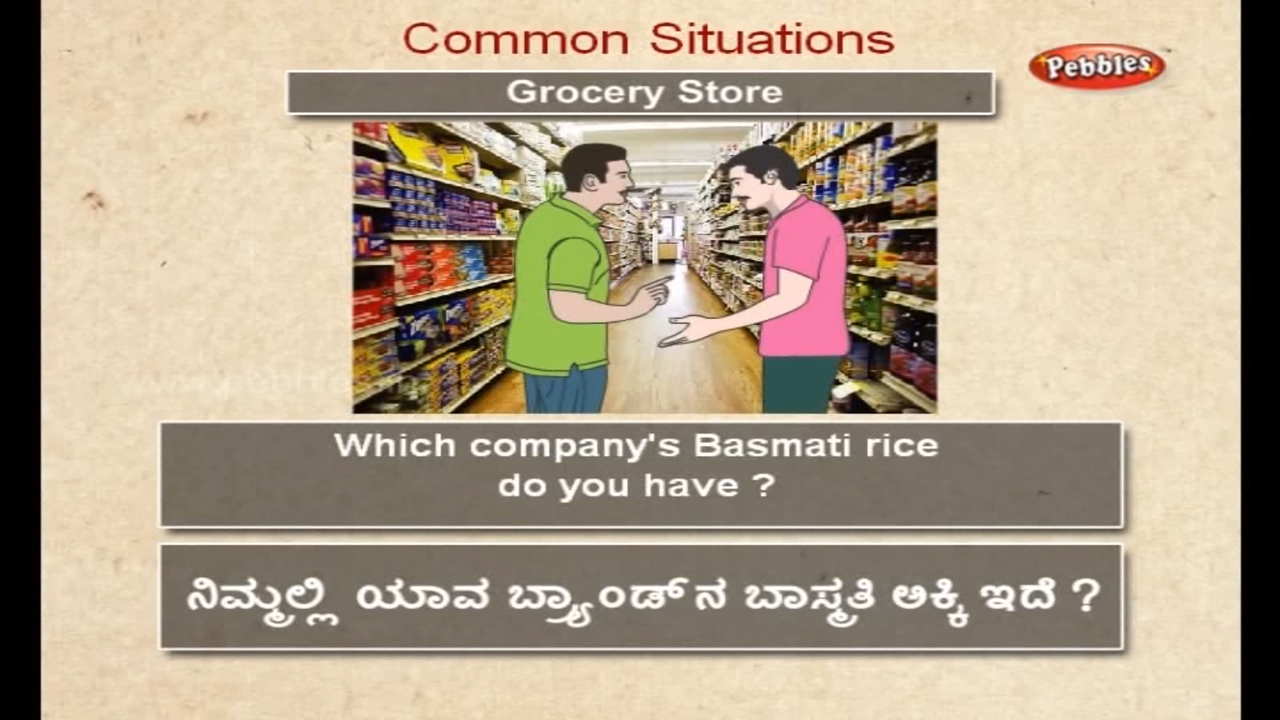 Common Situations
Pebbles
Grocery Store
Which company's Basmati rice
do you have ?
ನಿಮ್ಮಲ್ಲಿ ಯಾವ ಬ್ರ್ಯಾಂಡ್‌ನ ಬಾಸ್ಮತಿ ಅಕ್ಕಿ ಇದೆ ?